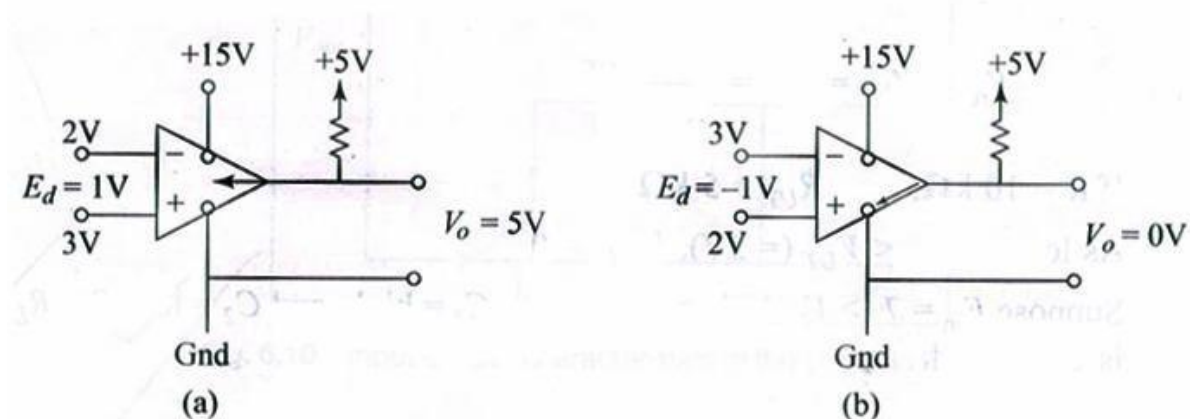 +15V
+5V
2V
−
E_d = 1V
+
3V
V_o = 5V
Gnd
(a)
+15V
+5V
3V
−
E_d = −1V
+
2V
V_o = 0V
Gnd
(b)